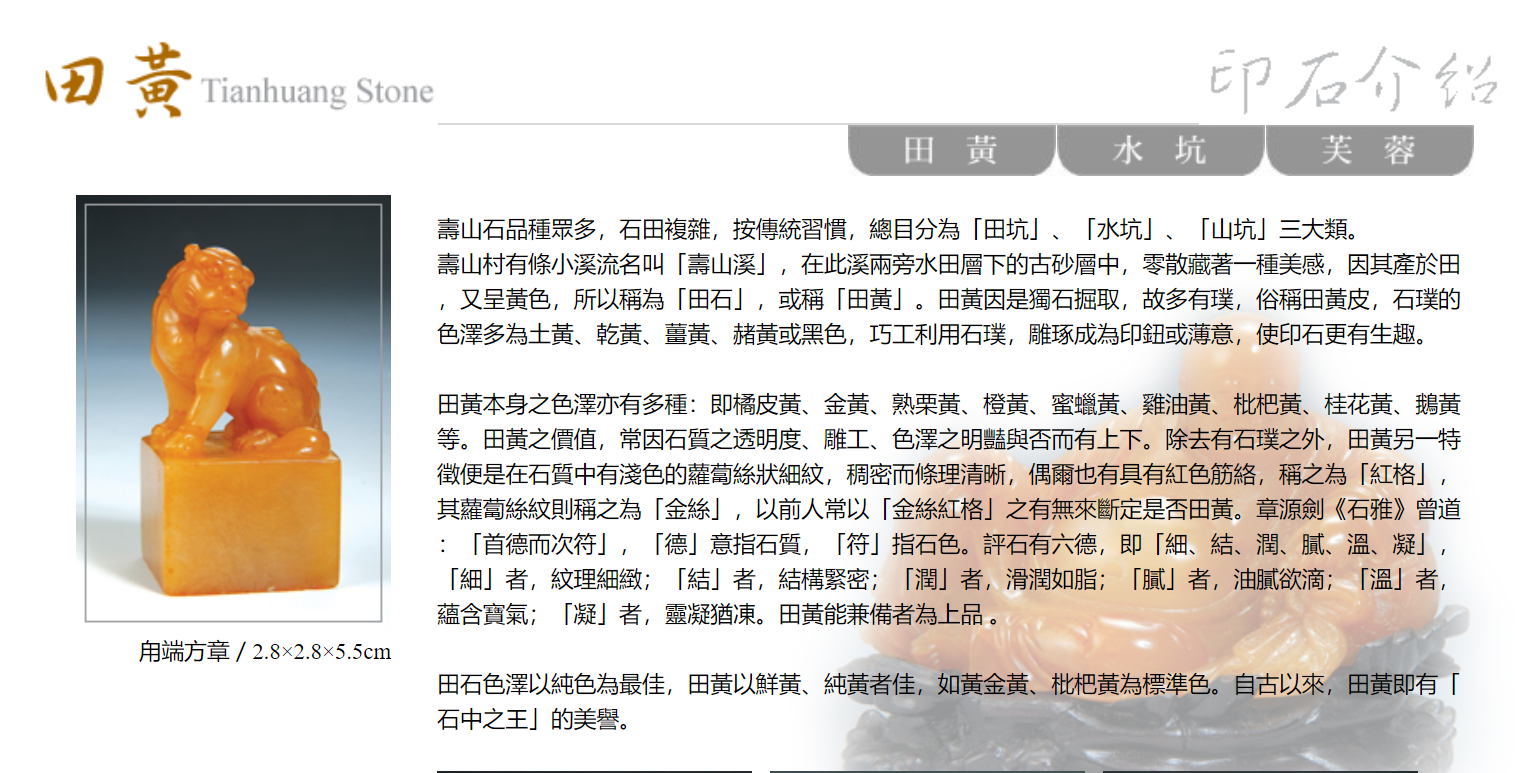 田黃 Tianhuang Stone
印石介紹
田黃 水坑 芙蓉
壽山石品種眾多，石田複雜，按傳統習慣，總目分為「田坑」、「水坑」、「山坑」三大類。
壽山村有條小溪流名叫「壽山溪」，在此溪兩旁水田層下的古砂層中，零散藏著一種美感，因其產於田
，又呈黃色，所以稱為「田石」，或稱「田黃」。田黃因是獨石掘取，故多有璞，俗稱田黃皮，石璞的
色澤多為土黃、乾黃、薑黃、赭黃或黑色，巧工利用石璞，雕琢成為印鈕或薄意，使印石更有生趣。
田黃本身之色澤亦有多種：即橘皮黃、金黃、熟栗黃、橙黃、蜜蠟黃、雞油黃、枇杷黃、桂花黃、鵝黃
等。田黃之價值，常因石質之透明度、雕工、色澤之明豔與否而有上下。除去有石璞之外，田黃另一特
徵便是在石質中有淺色的蘿蔔絲狀細紋，稠密而條理清晰，偶爾也有具有紅色筋絡，稱之為「紅格」，
其蘿蔔絲紋則稱之為「金絲」，以前人常以「金絲紅格」之有無來斷定是否田黃。章源劍《石雅》曾道
：「首德而次符」，「德」意指石質，「符」指石色。評石有六德，即「細、結、潤、膩、溫、凝」，
「細」者，紋理細緻；「結」者，結構緊密；「潤」者，滑潤如脂；「膩」者，油膩欲滴；「溫」者，
蘊含寶氣；「凝」者，靈凝猶凍。田黃能兼備者為上品 。
田石色澤以純色為最佳，田黃以鮮黃、純黃者佳，如黃金黃、枇杷黃為標準色。自古以來，田黃即有「
石中之王」的美譽。
甪端方章 / 2.8×2.8×5.5cm